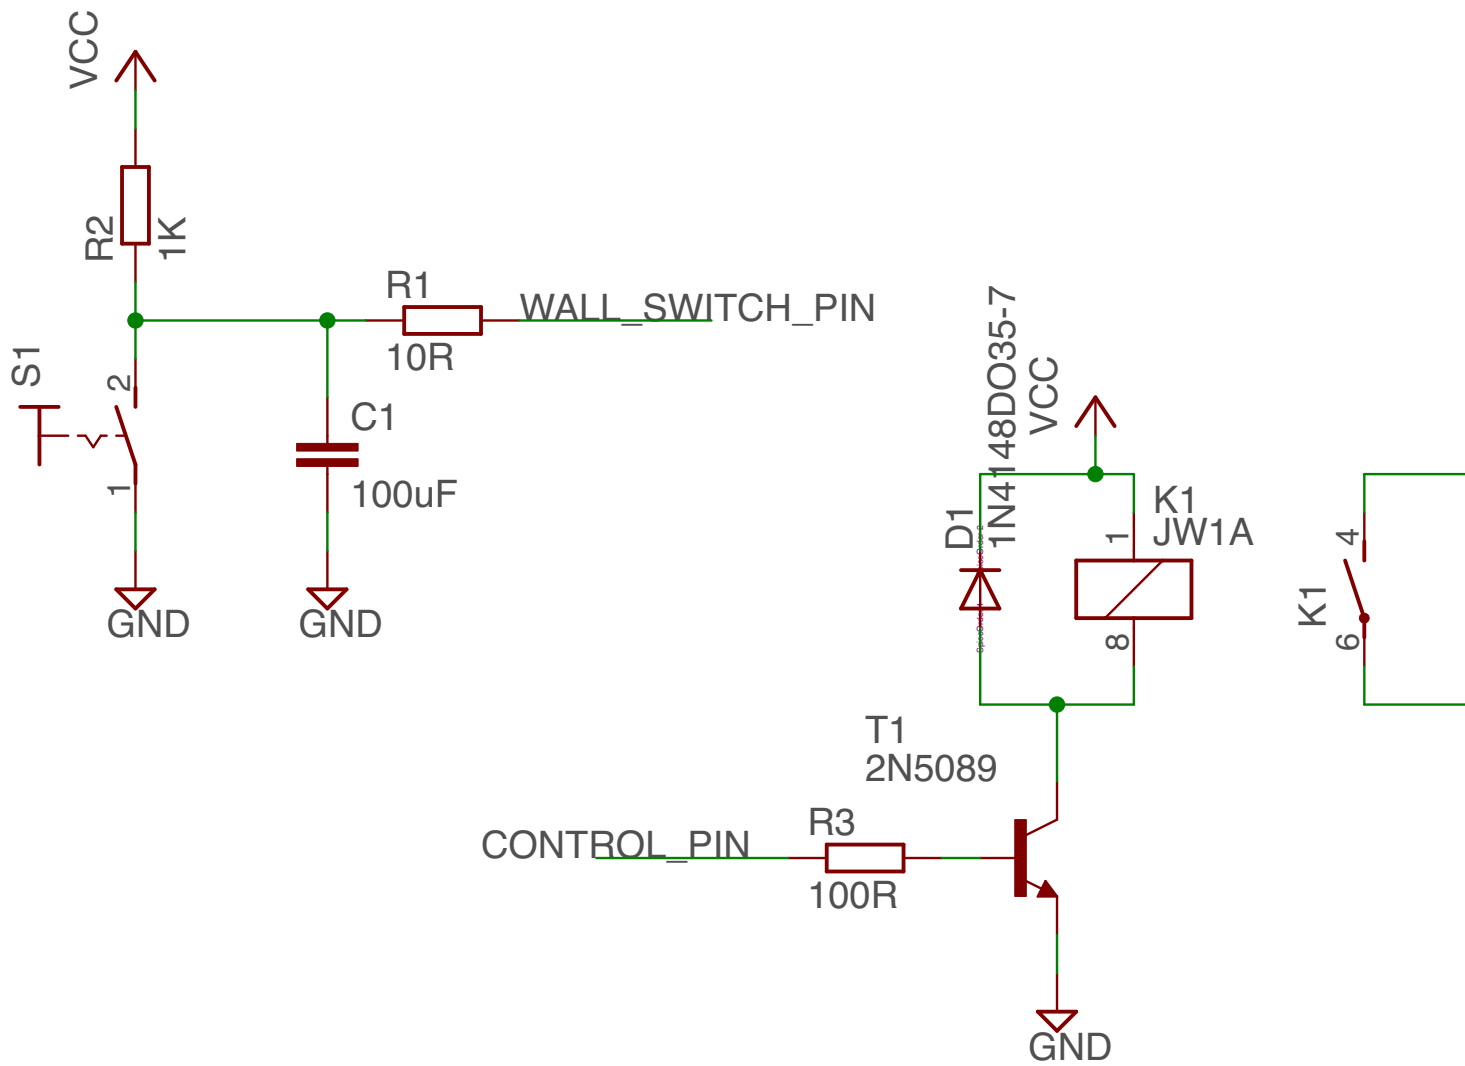 VCC
R2
1K
R1
10R
WALL_SWITCH_PIN
S1
2
1
C1
100uF
GND
GND
1N4148DO35-7
VCC
D1
K1
JW1A
1
8
K1
4
6
T1
2N5089
CONTROL_PIN
R3
100R
GND